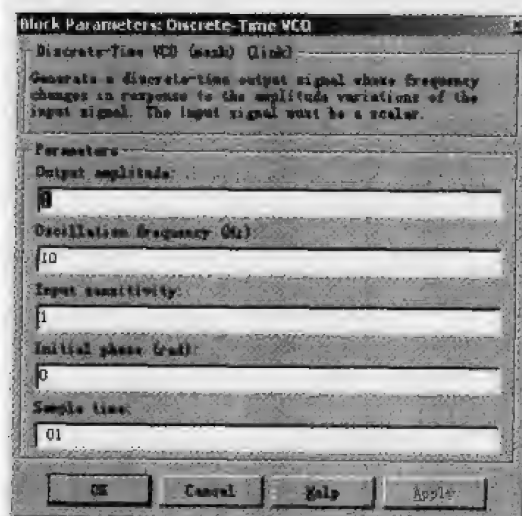 Block Parameters: Discrete-Time VCO
Discrete-Time VCO (mask) (link)
Generate a discrete-time output signal whose frequency
changes in response to the amplitude variations of the
input signal. The input signal must be a scalar.
Parameters
Output amplitude:
1
Oscillation frequency (Hz):
10
Input sensitivity:
1
Initial phase (rad):
0
Sample time:
.01
OK
Cancel
Help
Apply